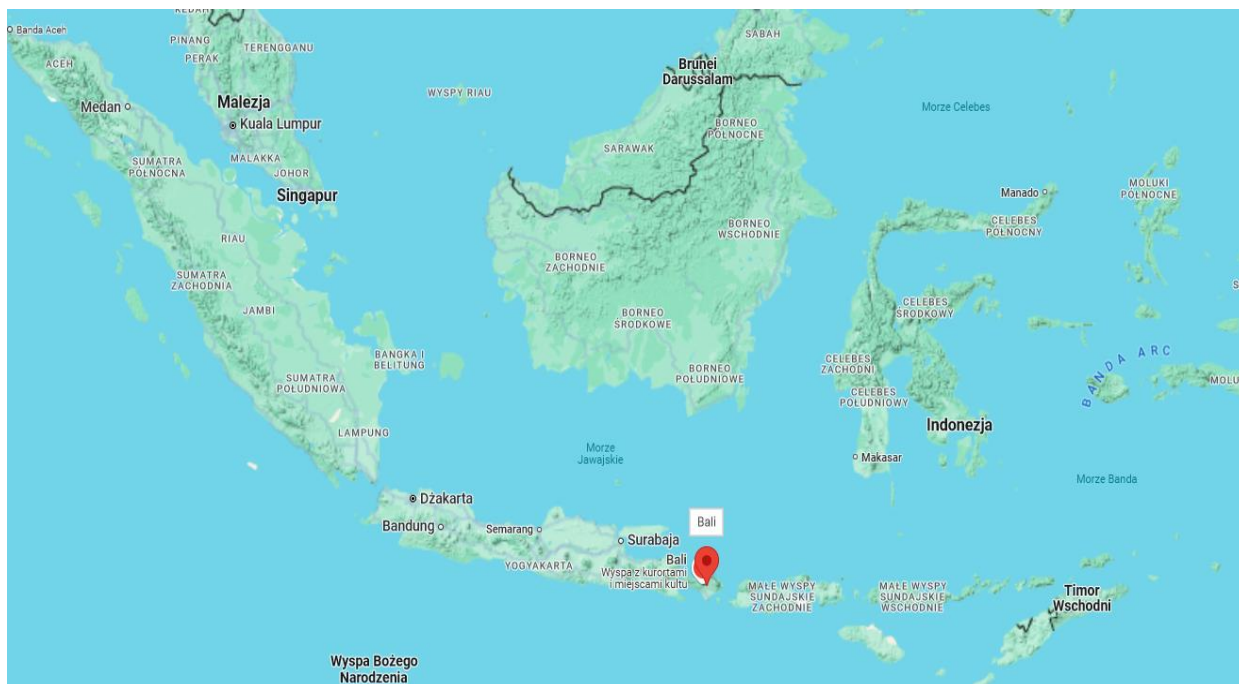 KEDAH
Banda Aceh
PINANG
TERENGGANU
SABAH
PERAK
ACEH
Brunei
Darussalam
WYSPY RIAU
Medan
Malezja
Morze Celebes
Kuala Lumpur
BORNEO
PÓŁNOCNE
SARAWAK
MALAKKA
SUMATRA
PÓŁNOCNA
JOHOR
Singapur
Manado
MOLUKI
PÓŁNOCNE
CELEBES
PÓŁNOCNY
BORNEO
WSCHODNIE
RIAU
BORNEO
ZACHODNIE
SUMATRA
ZACHODNIA
S
CELEBES
ŚRODKOWY
JAMBI
BORNEO
ŚRODKOWE
BANGKA I
BELITUNG
BANDA ARC
CELEBES
ZACHODNI
BORNEO
POŁUDNIOWE
SUMATRA
POŁUDNIOWA
MOLU
CELEBES
POŁUDNIOWY
Indonezja
LAMPUNG
Morze
Jawajskie
Makasar
Morze Banda
Dżakarta
Bandung
Semarang
Bali
Surabaja
YOGYAKARTA
Bali
Wyspa z kurortami
i miejscami kultu
MAŁE WYSPY
SUNDAJSKIE
ZACHODNIE
MAŁE WYSPY
SUNDAJSKIE
WSCHODNIE
Timor
Wschodni
Wyspa Bożego
Narodzenia